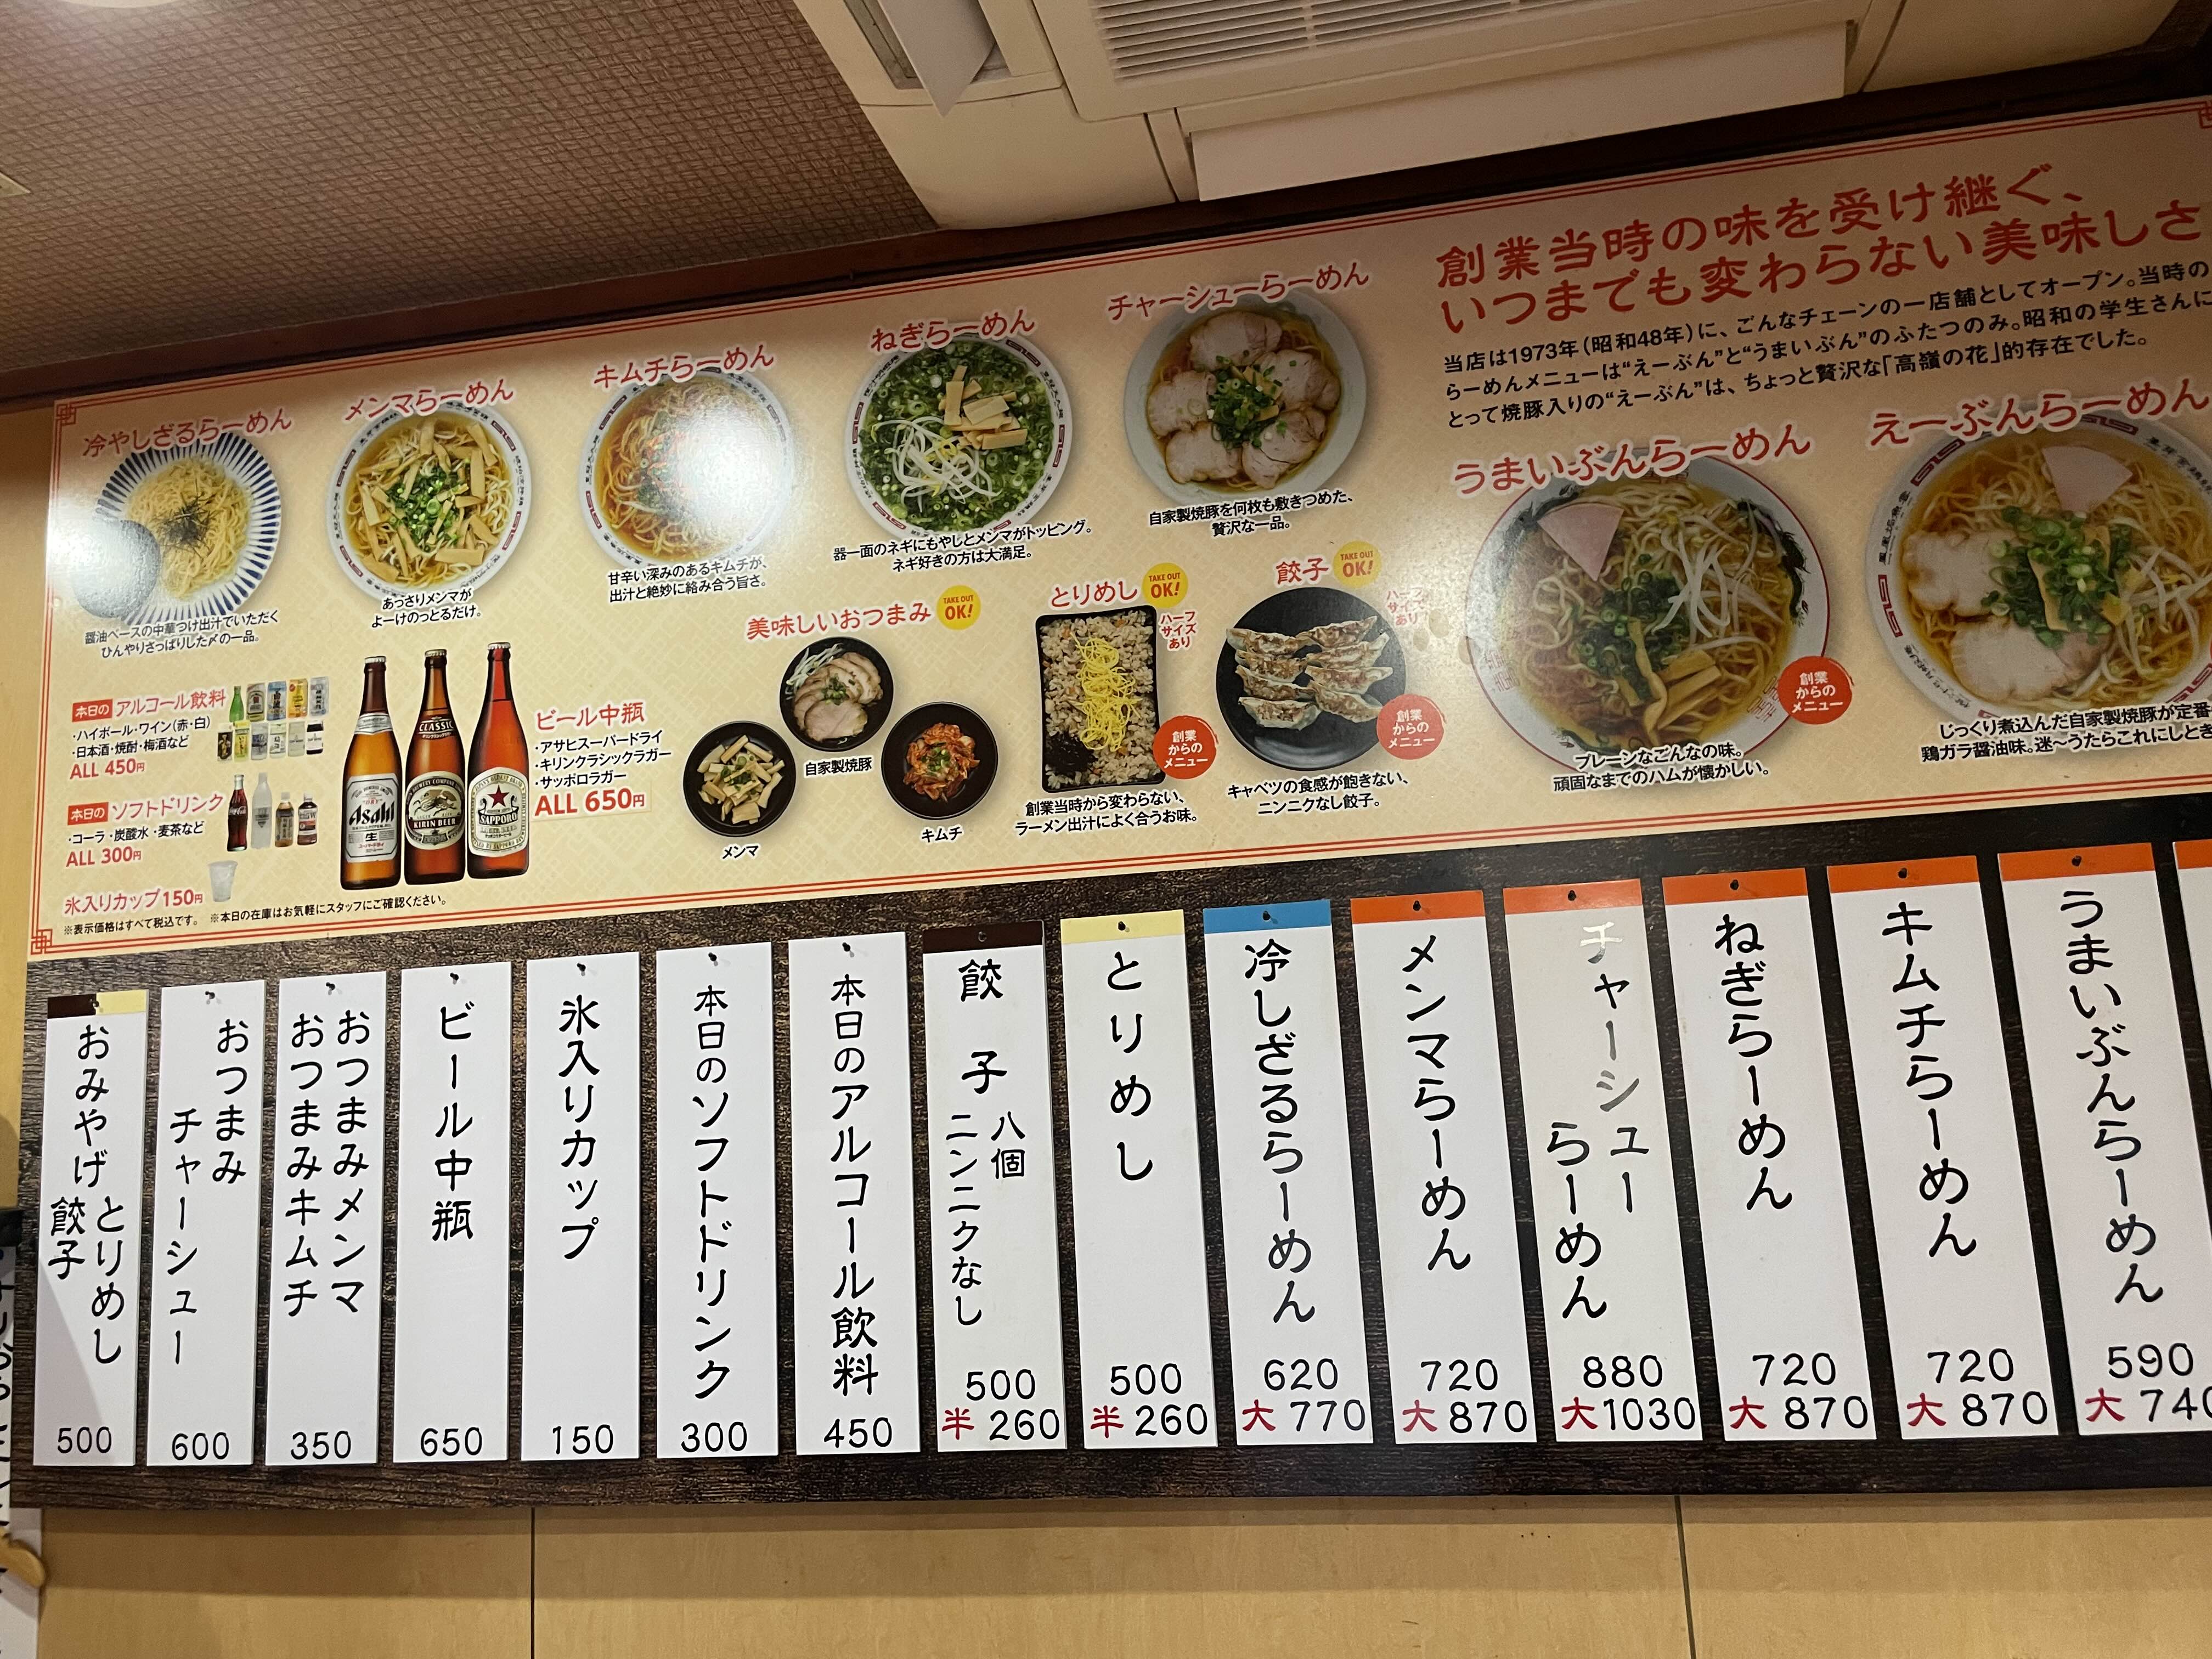 創業当時の味を受け継ぐ、
いつまでも変わらない美味しさ
当店は1973年(昭和48年)に、ごんなチェーンの一店舗としてオープン。当時の
らーめんメニューは“えーぶん”と“うまいぶん”のふたつのみ。昭和の学生さんに
とって焼豚入りの“えーぶん”は、ちょっと贅沢な「高嶺の花」的存在でした。
冷やしざるらーめん
醤油ベースの中華つけ出汁でいただく
ひんやりさっぱりした〆の一品。
メンマらーめん
あっさりメンマが
よーけのっとるだけ。
キムチらーめん
甘辛い深みのあるキムチが、
出汁と絶妙に絡み合う旨さ。
ねぎらーめん
器一面のネギにもやしとメンマがトッピング。
ネギ好きの方は大満足。
チャーシューらーめん
自家製焼豚を何枚も敷きつめた、
贅沢な一品。
うまいぶんらーめん
創業
からの
メニュー
プレーンなごんなの味。
頑固なまでのハムが懐かしい。
えーぶんらーめん
じっくり煮込んだ自家製焼豚が定番
鶏ガラ醤油味。迷〜うたらこれにしとき
本日の アルコール飲料
・ハイボール・ワイン(赤・白)
・日本酒・焼酎・梅酒など
ALL 450円
本日の ソフトドリンク
・コーラ・炭酸水・麦茶など
ALL 300円
氷入りカップ150円
※表示価格はすべて税込です。 ※本日の在庫はお気軽にスタッフにご確認ください。
Asahi
生
CLASSIC
KIRIN BEER
SAPPORO
ビール中瓶
・アサヒスーパードライ
・キリンクラシックラガー
・サッポロラガー
ALL 650円
美味しいおつまみ
TAKE OUT
OK!
メンマ
自家製焼豚
キムチ
とりめし
TAKE OUT
OK!
ハーフ
サイズ
あり
創業
からの
メニュー
創業当時から変わらない、
ラーメン出汁によく合うお味。
餃子
TAKE OUT
OK!
ハーフ
サイズ
あり
創業
からの
メニュー
キャベツの食感が飽きない、
ニンニクなし餃子。
うまいぶんらーめん
590
大 740
キムチらーめん
720
大 870
ねぎらーめん
720
大 870
チャーシュー
らーめん
880
大1030
メンマらーめん
720
大 870
冷しざるらーめん
620
大 770
とりめし
500
半 260
餃子
八個
ニンニクなし
500
半 260
本日のアルコール飲料
450
本日のソフトドリンク
300
氷入りカップ
150
ビール中瓶
650
おつまみメンマ
おつまみキムチ
350
おつまみ
チャーシュー
600
おみやげ
とりめし
餃子
500